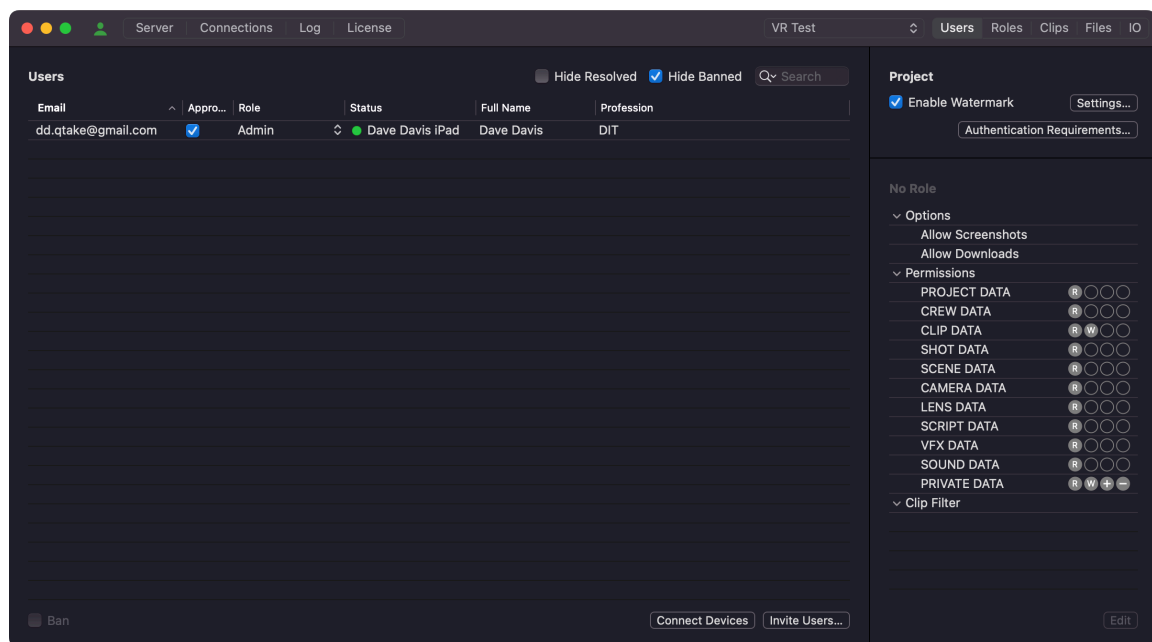 Server Connections Log License VR Test Users Roles Clips Files IO
Users Hide Resolved Hide Banned Search
Email Appro... Role Status Full Name Profession
dd.qtake@gmail.com Admin Dave Davis iPad Dave Davis DIT
Project
Enable Watermark Settings...
Authentication Requirements...
No Role
Options
Allow Screenshots
Allow Downloads
Permissions
PROJECT DATA R
CREW DATA R
CLIP DATA R W
SHOT DATA R
SCENE DATA R
CAMERA DATA R
LENS DATA R
SCRIPT DATA R
VFX DATA R
SOUND DATA R
PRIVATE DATA R W + −
Clip Filter
Ban Connect Devices Invite Users... Edit